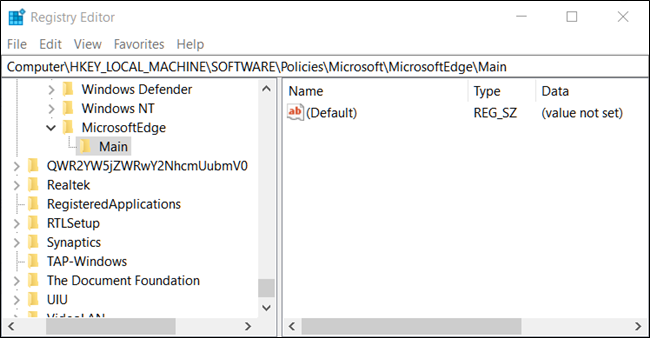 Registry Editor
File Edit View Favorites Help
Computer\HKEY_LOCAL_MACHINE\SOFTWARE\Policies\Microsoft\MicrosoftEdge\Main
Windows Defender
Windows NT
MicrosoftEdge
Main
QWR2YW5jZWRwY2NhcmUubmV0
Realtek
RegisteredApplications
RTLSetup
Synaptics
TAP-Windows
The Document Foundation
UIU
VideoLAN
Name Type Data
ab (Default) REG_SZ (value not set)